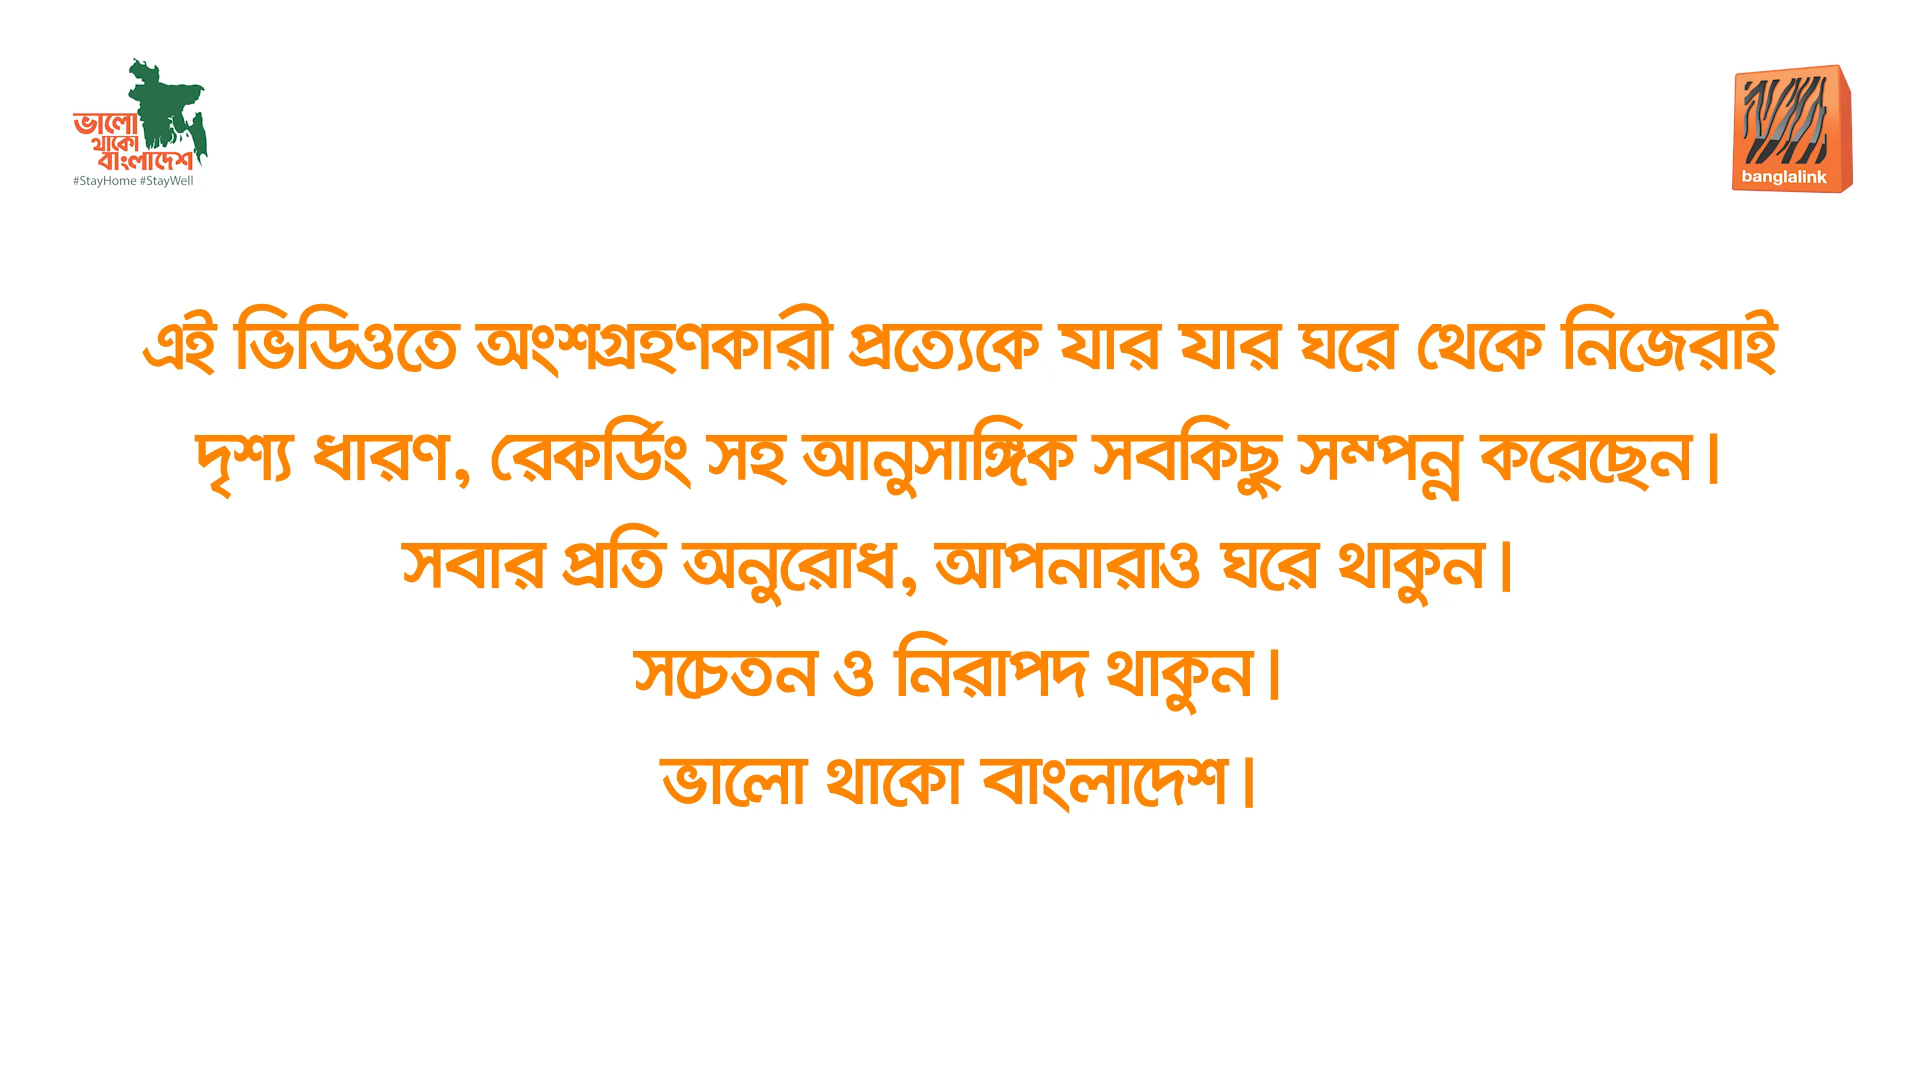 ভালো
থাকো
বাংলাদেশ
#StayHome #StayWell
banglalink
এই ভিডিওতে অংশগ্রহণকারী প্রত্যেকে যার যার ঘরে থেকে নিজেরাই
দৃশ্য ধারণ, রেকর্ডিং সহ আনুসাঙ্গিক সবকিছু সম্পন্ন করেছেন।
সবার প্রতি অনুরোধ, আপনারাও ঘরে থাকুন।
সচেতন ও নিরাপদ থাকুন।
ভালো থাকো বাংলাদেশ।